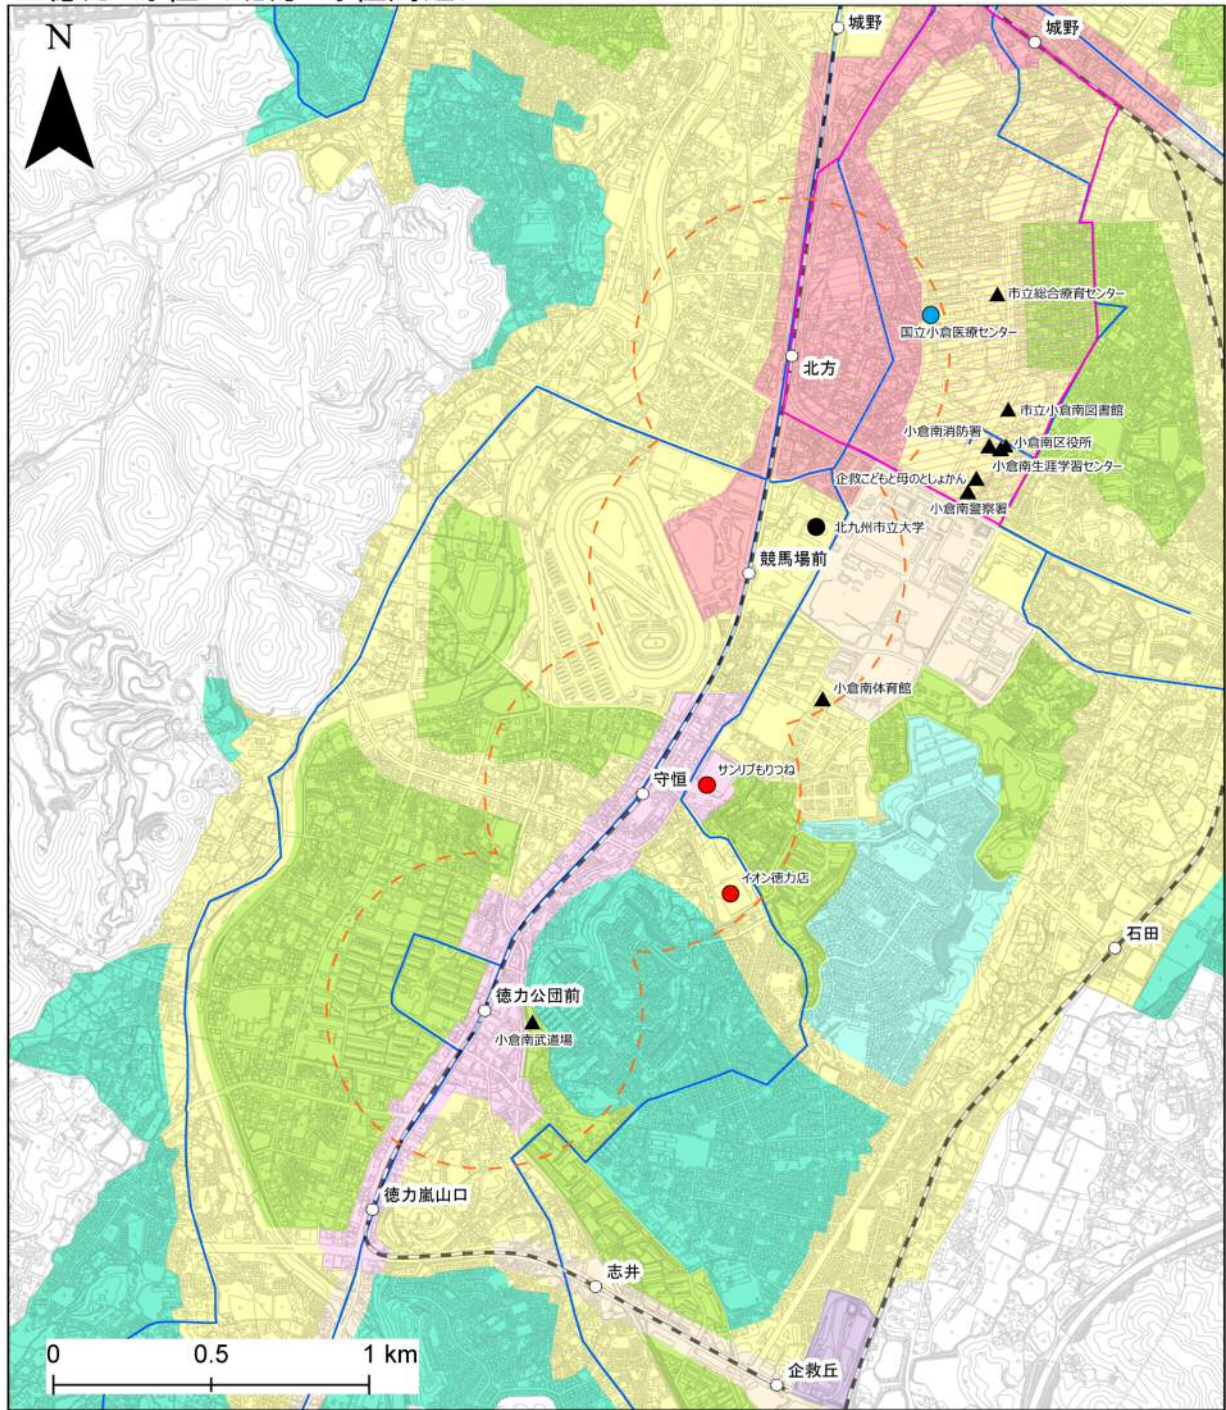 N
城野
城野
市立総合療育センター
国立小倉医療センター
北方
市立小倉南図書館
小倉南消防署
小倉南区役所
小倉南生涯学習センター
企救こどもと母のとしょかん
小倉南警察署
北九州市立大学
競馬場前
小倉南体育館
サンリブもりつね
守恒
イオン徳力店
石田
徳力公団前
小倉南武道場
徳力嵐山口
志井
企救丘
0 0.5 1 km